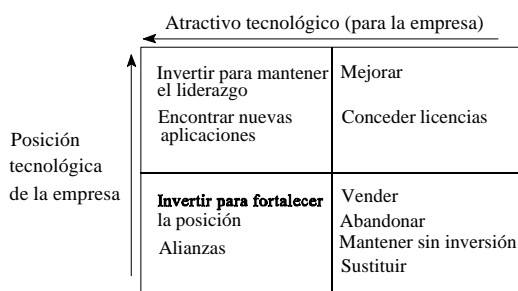 Atractivo tecnológico (para la empresa)
Posición
tecnológica
de la empresa
Invertir para mantener
el liderazgo
Encontrar nuevas
aplicaciones
Mejorar
Conceder licencias
Invertir para fortalecer
la posición
Alianzas
Vender
Abandonar
Mantener sin inversión
Sustituir